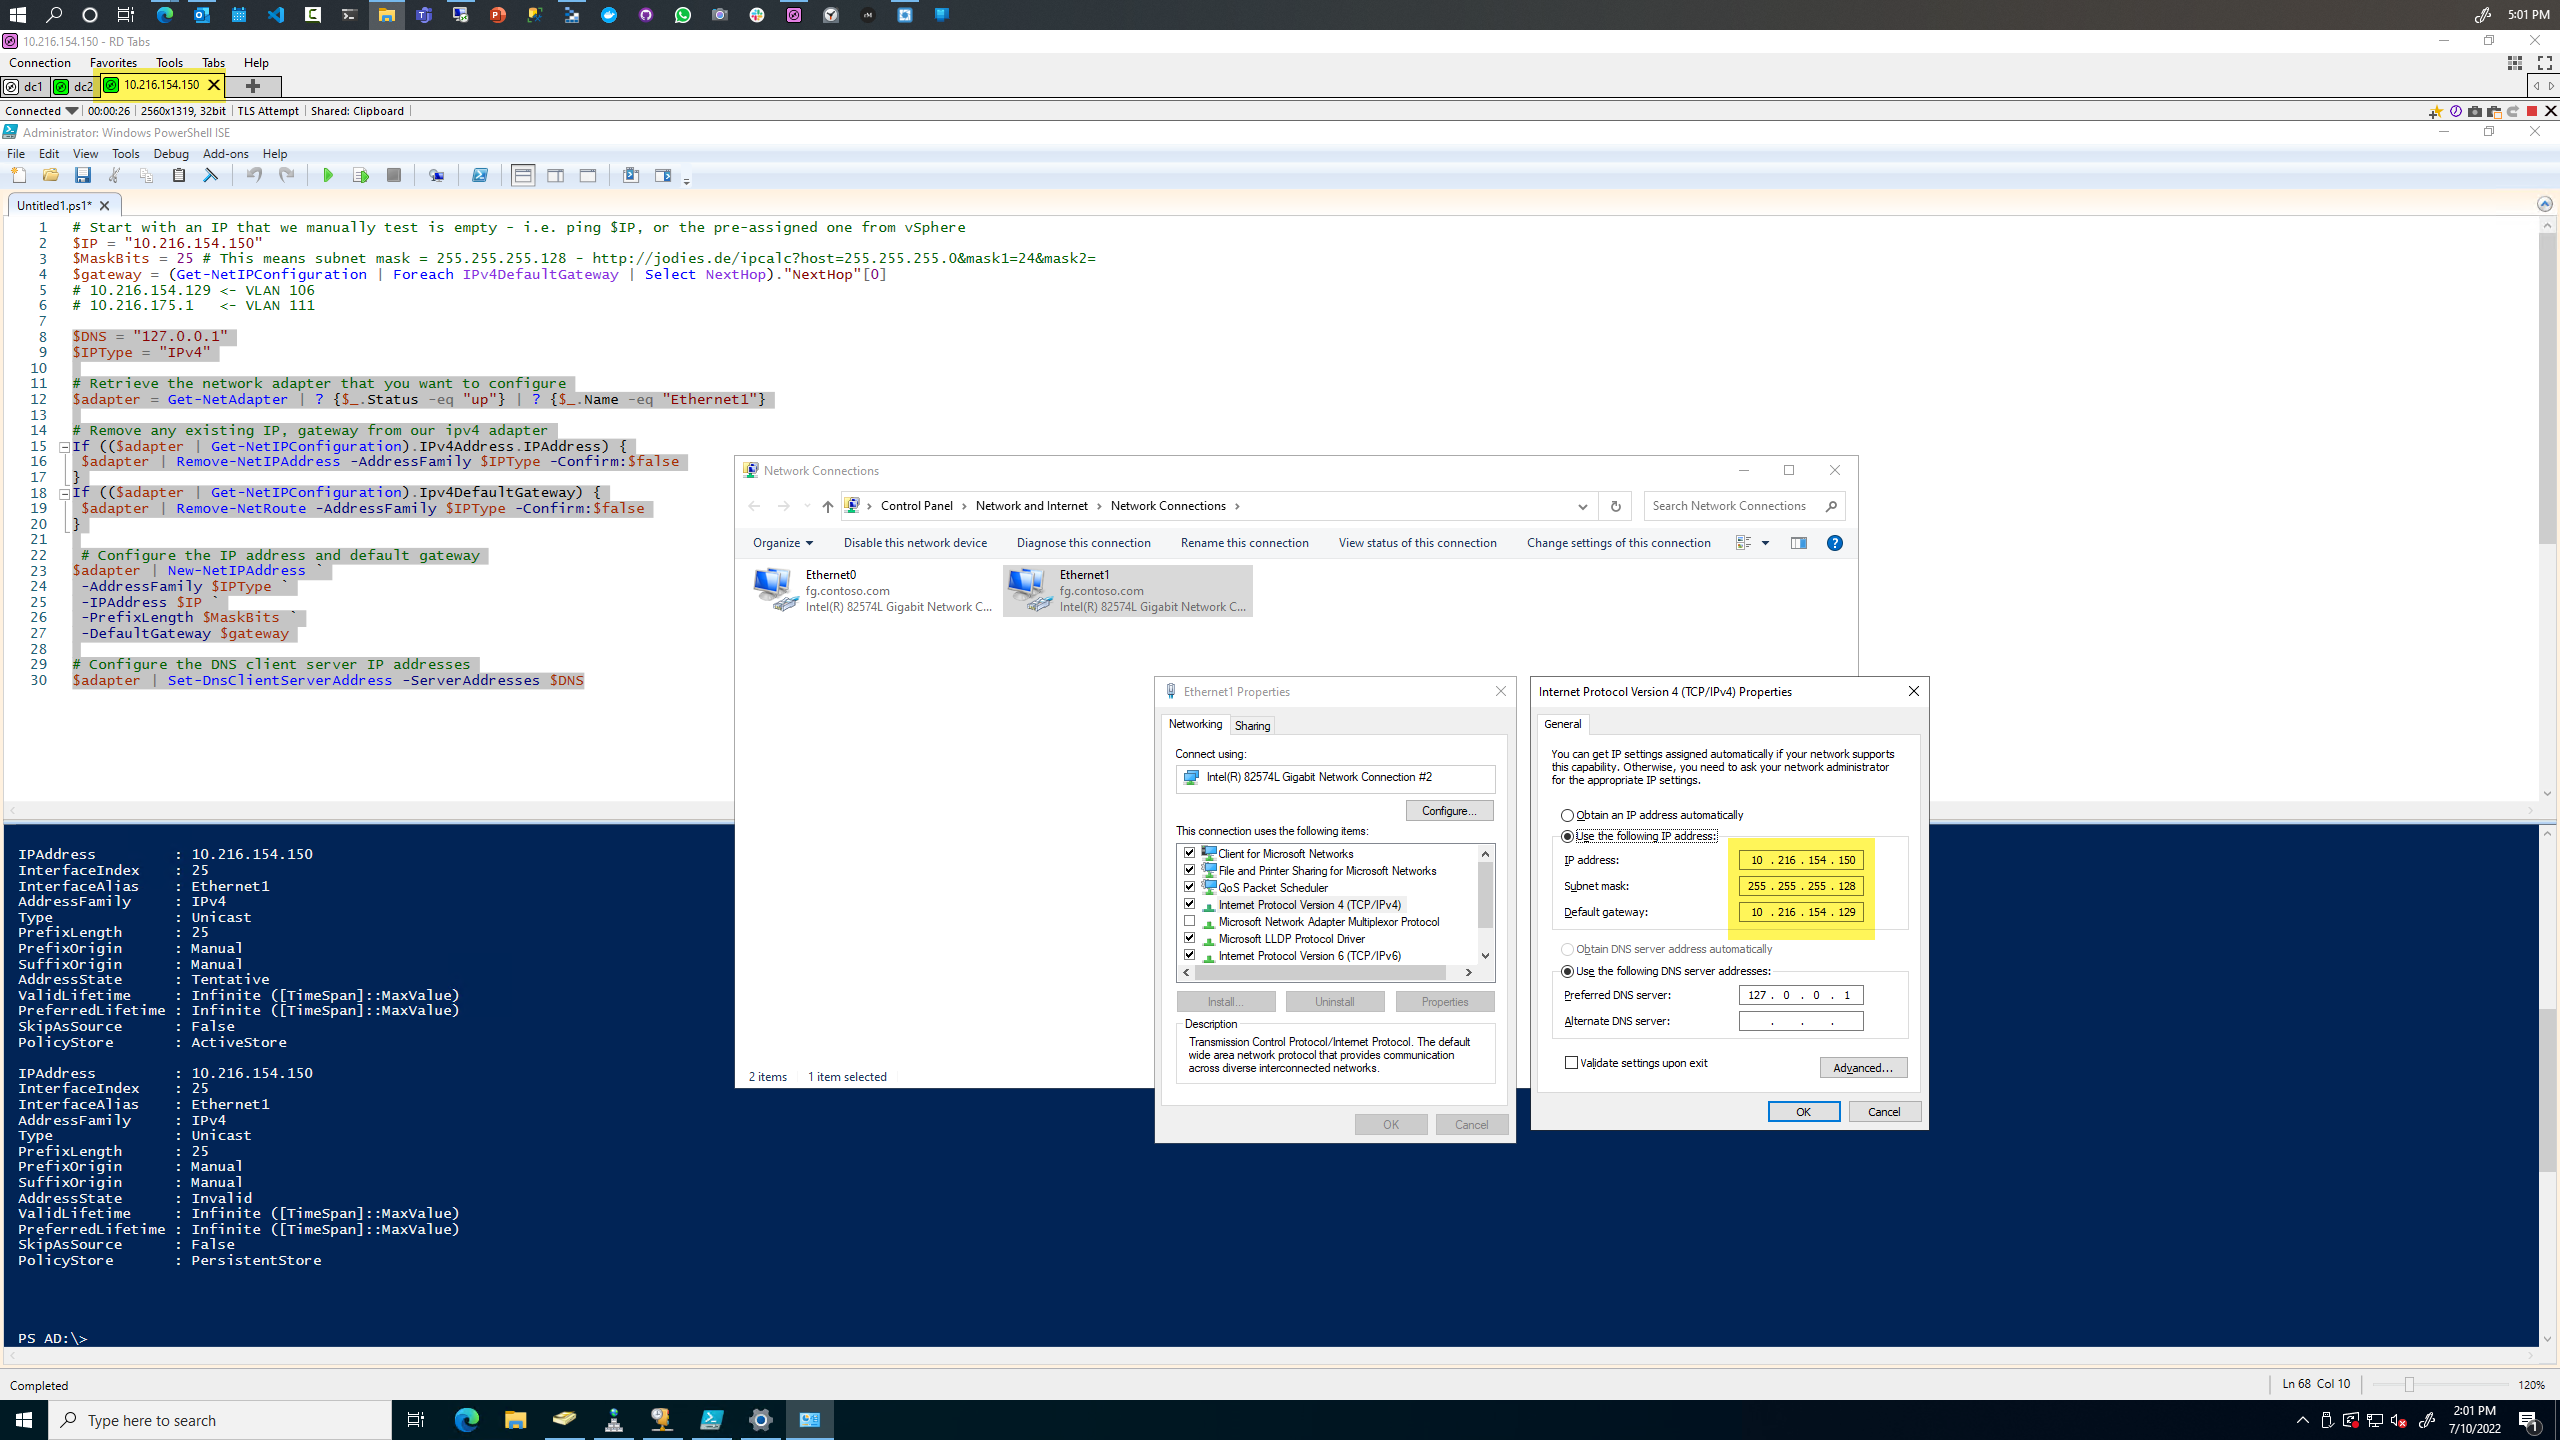 5:01 PM
10.216.154.150 - RD Tabs
Connection Favorites Tools Tabs Help
dc1 dc2 10.216.154.150
Connected 00:00:26 2560x1319, 32bit TLS Attempt Shared: Clipboard
Administrator: Windows PowerShell ISE
File Edit View Tools Debug Add-ons Help
Untitled1.ps1*
1 # Start with an IP that we manually test is empty - i.e. ping $IP, or the pre-assigned one from vSphere
2 $IP = "10.216.154.150"
3 $MaskBits = 25 # This means subnet mask = 255.255.255.128 - http://jodies.de/ipcalc?host=255.255.255.0&mask1=24&mask2=
4 $gateway = (Get-NetIPConfiguration | Foreach IPv4DefaultGateway | Select NextHop)."NextHop"[0]
5 # 10.216.154.129 <- VLAN 106
6 # 10.216.175.1   <- VLAN 111
7
8 $DNS = "127.0.0.1"
9 $IPType = "IPv4"
10
11 # Retrieve the network adapter that you want to configure
12 $adapter = Get-NetAdapter | ? {$_.Status -eq "up"} | ? {$_.Name -eq "Ethernet1"}
13
14 # Remove any existing IP, gateway from our ipv4 adapter
15 If (($adapter | Get-NetIPConfiguration).IPv4Address.IPAddress) {
16 $adapter | Remove-NetIPAddress -AddressFamily $IPType -Confirm:$false
17 }
18 If (($adapter | Get-NetIPConfiguration).Ipv4DefaultGateway) {
19 $adapter | Remove-NetRoute -AddressFamily $IPType -Confirm:$false
20 }
21
22 # Configure the IP address and default gateway
23 $adapter | New-NetIPAddress `
24 -AddressFamily $IPType `
25 -IPAddress $IP `
26 -PrefixLength $MaskBits `
27 -DefaultGateway $gateway
28
29 # Configure the DNS client server IP addresses
30 $adapter | Set-DnsClientServerAddress -ServerAddresses $DNS
Network Connections
Control Panel > Network and Internet > Network Connections >
Search Network Connections
Organize Disable this network device Diagnose this connection Rename this connection View status of this connection Change settings of this connection
Ethernet0
fg.contoso.com
Intel(R) 82574L Gigabit Network C...
Ethernet1
fg.contoso.com
Intel(R) 82574L Gigabit Network C...
2 items 1 item selected
Ethernet1 Properties
Networking Sharing
Connect using:
Intel(R) 82574L Gigabit Network Connection #2
Configure...
This connection uses the following items:
Client for Microsoft Networks
File and Printer Sharing for Microsoft Networks
QoS Packet Scheduler
Internet Protocol Version 4 (TCP/IPv4)
Microsoft Network Adapter Multiplexor Protocol
Microsoft LLDP Protocol Driver
Internet Protocol Version 6 (TCP/IPv6)
Install... Uninstall Properties
Description
Transmission Control Protocol/Internet Protocol. The default
wide area network protocol that provides communication
across diverse interconnected networks.
OK Cancel
Internet Protocol Version 4 (TCP/IPv4) Properties
General
You can get IP settings assigned automatically if your network supports
this capability. Otherwise, you need to ask your network administrator
for the appropriate IP settings.
Obtain an IP address automatically
Use the following IP address:
IP address: 10 . 216 . 154 . 150
Subnet mask: 255 . 255 . 255 . 128
Default gateway: 10 . 216 . 154 . 129
Obtain DNS server address automatically
Use the following DNS server addresses:
Preferred DNS server: 127 . 0 . 0 . 1
Alternate DNS server: . . .
Validate settings upon exit
Advanced...
OK Cancel
IPAddress : 10.216.154.150
InterfaceIndex : 25
InterfaceAlias : Ethernet1
AddressFamily : IPv4
Type : Unicast
PrefixLength : 25
PrefixOrigin : Manual
SuffixOrigin : Manual
AddressState : Tentative
ValidLifetime : Infinite ([TimeSpan]::MaxValue)
PreferredLifetime : Infinite ([TimeSpan]::MaxValue)
SkipAsSource : False
PolicyStore : ActiveStore
IPAddress : 10.216.154.150
InterfaceIndex : 25
InterfaceAlias : Ethernet1
AddressFamily : IPv4
Type : Unicast
PrefixLength : 25
PrefixOrigin : Manual
SuffixOrigin : Manual
AddressState : Invalid
ValidLifetime : Infinite ([TimeSpan]::MaxValue)
PreferredLifetime : Infinite ([TimeSpan]::MaxValue)
SkipAsSource : False
PolicyStore : PersistentStore
PS AD:\>
Completed
Ln 68 Col 10 120%
Type here to search
2:01 PM
7/10/2022
1